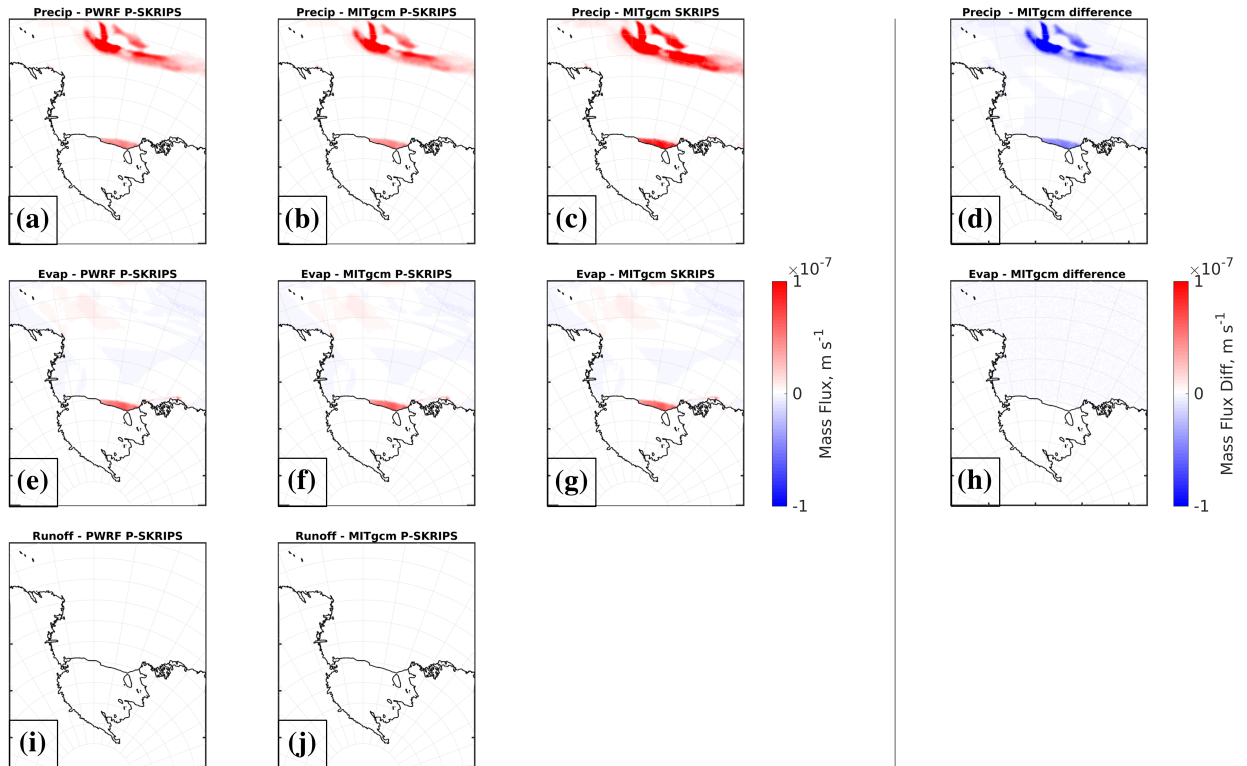 Precip - PWRF P-SKRIPS
Precip - MITgcm P-SKRIPS
Precip - MITgcm SKRIPS
Precip - MITgcm difference
(a)
(b)
(c)
(d)
Evap - PWRF P-SKRIPS
Evap - MITgcm P-SKRIPS
Evap - MITgcm SKRIPS
Evap - MITgcm difference
(e)
(f)
(g)
×10⁻⁷
1
0
-1
Mass Flux, m s⁻¹
(h)
×10⁻⁷
1
0
-1
Mass Flux Diff, m s⁻¹
Runoff - PWRF P-SKRIPS
Runoff - MITgcm P-SKRIPS
(i)
(j)